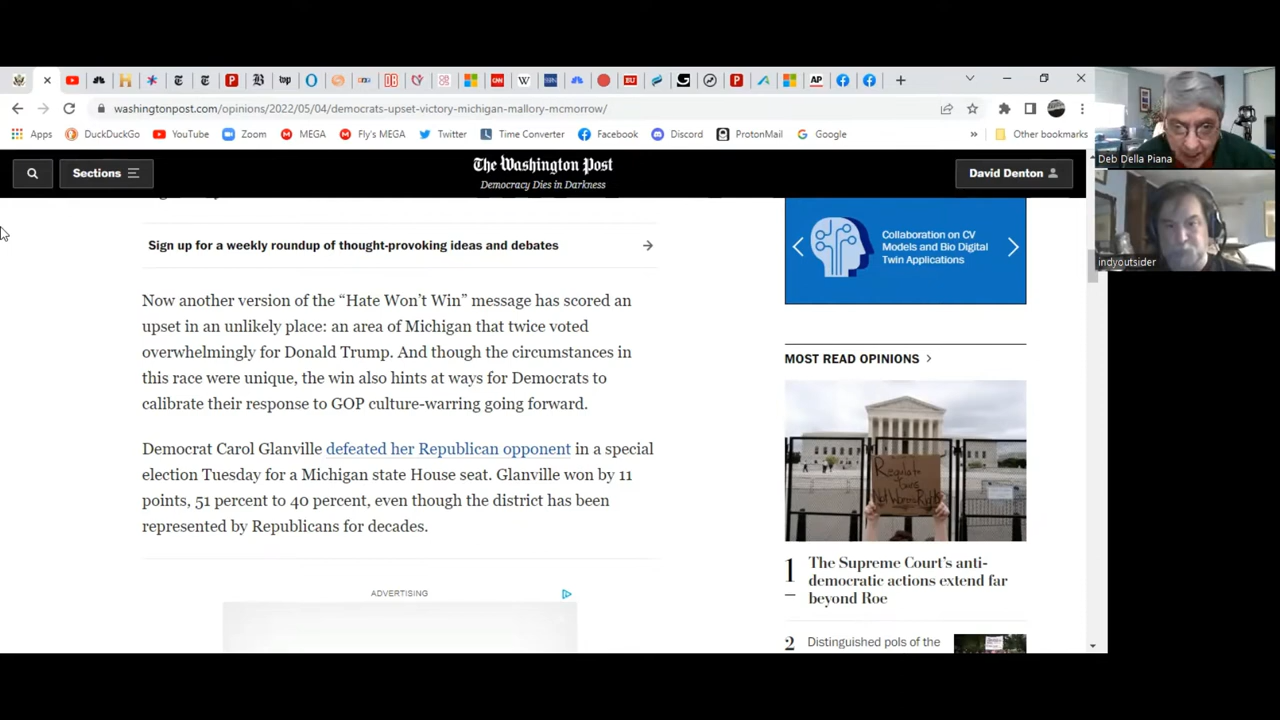 washingtonpost.com/opinions/2022/05/04/democrats-upset-victory-michigan-mallory-mcmorrow/
Apps DuckDuckGo YouTube Zoom MEGA Fly's MEGA Twitter Time Converter Facebook Discord ProtonMail Google » Other bookmarks
Sections
The Washington Post
Democracy Dies in Darkness
David Denton
Deb Della Piana
indyoutsider
Sign up for a weekly roundup of thought-provoking ideas and debates
Now another version of the “Hate Won’t Win” message has scored an
upset in an unlikely place: an area of Michigan that twice voted
overwhelmingly for Donald Trump. And though the circumstances in
this race were unique, the win also hints at ways for Democrats to
calibrate their response to GOP culture-warring going forward.
Democrat Carol Glanville defeated her Republican opponent in a special
election Tuesday for a Michigan state House seat. Glanville won by 11
points, 51 percent to 40 percent, even though the district has been
represented by Republicans for decades.
ADVERTISING
Collaboration on CV
Models and Bio Digital
Twin Applications
MOST READ OPINIONS
Regulate
Guns
Not Women's Rights
1
The Supreme Court’s anti-
democratic actions extend far
beyond Roe
2
Distinguished pols of the